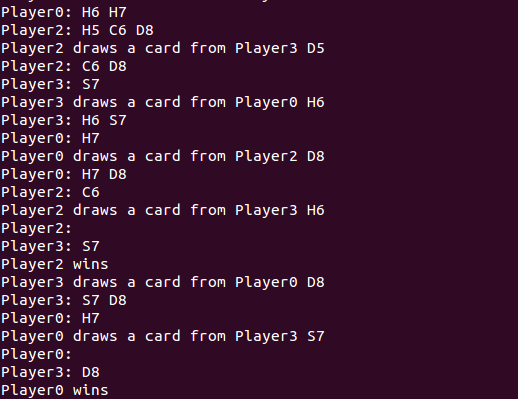 Player0: H6 H7
Player2: H5 C6 D8
Player2 draws a card from Player3 D5
Player2: C6 D8
Player3: S7
Player3 draws a card from Player0 H6
Player3: H6 S7
Player0: H7
Player0 draws a card from Player2 D8
Player0: H7 D8
Player2: C6
Player2 draws a card from Player3 H6
Player2:
Player3: S7
Player2 wins
Player3 draws a card from Player0 D8
Player3: S7 D8
Player0: H7
Player0 draws a card from Player3 S7
Player0:
Player3: D8
Player0 wins